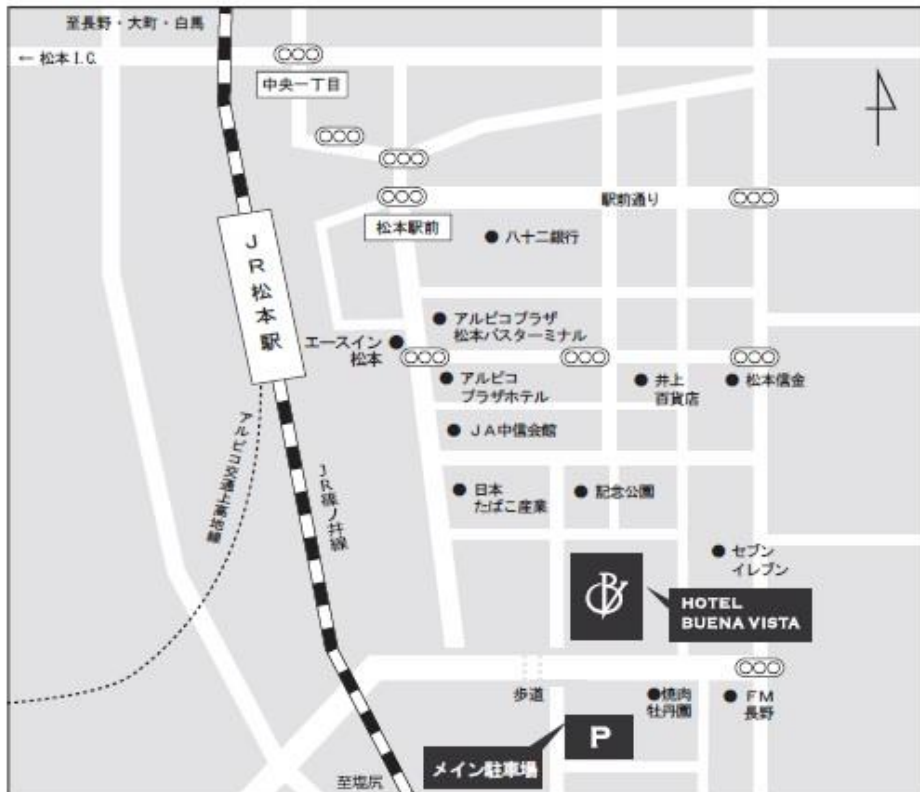 至長野・大町・白馬
← 松本I.C.
中央一丁目
駅前通り
松本駅前
八十二銀行
JR松本駅
アルピコプラザ
松本バスターミナル
エースイン
松本
アルピコ
プラザホテル
井上
百貨店
松本信金
JA中信会館
アルピコ交通上高地線
JR篠ノ井線
日本
たばこ産業
記念公園
セブン
イレブン
HOTEL
BUENA VISTA
歩道
焼肉
牡丹園
FM
長野
P
メイン駐車場
至塩尻